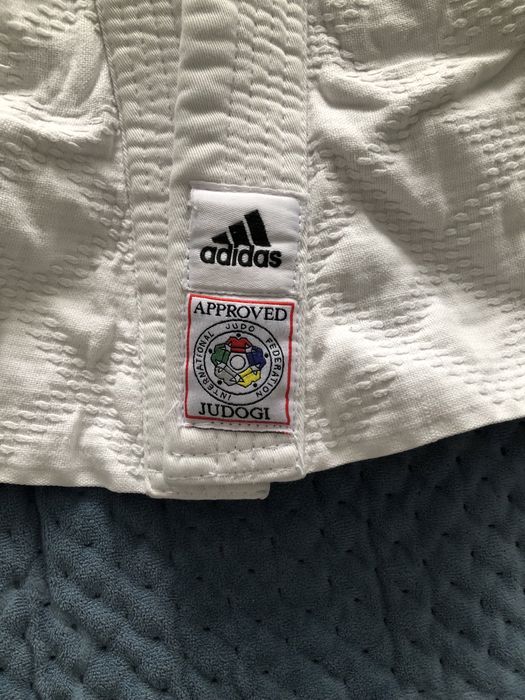 adidas
APPROVED
INTERNATIONAL JUDO FEDERATION
JUDOGI